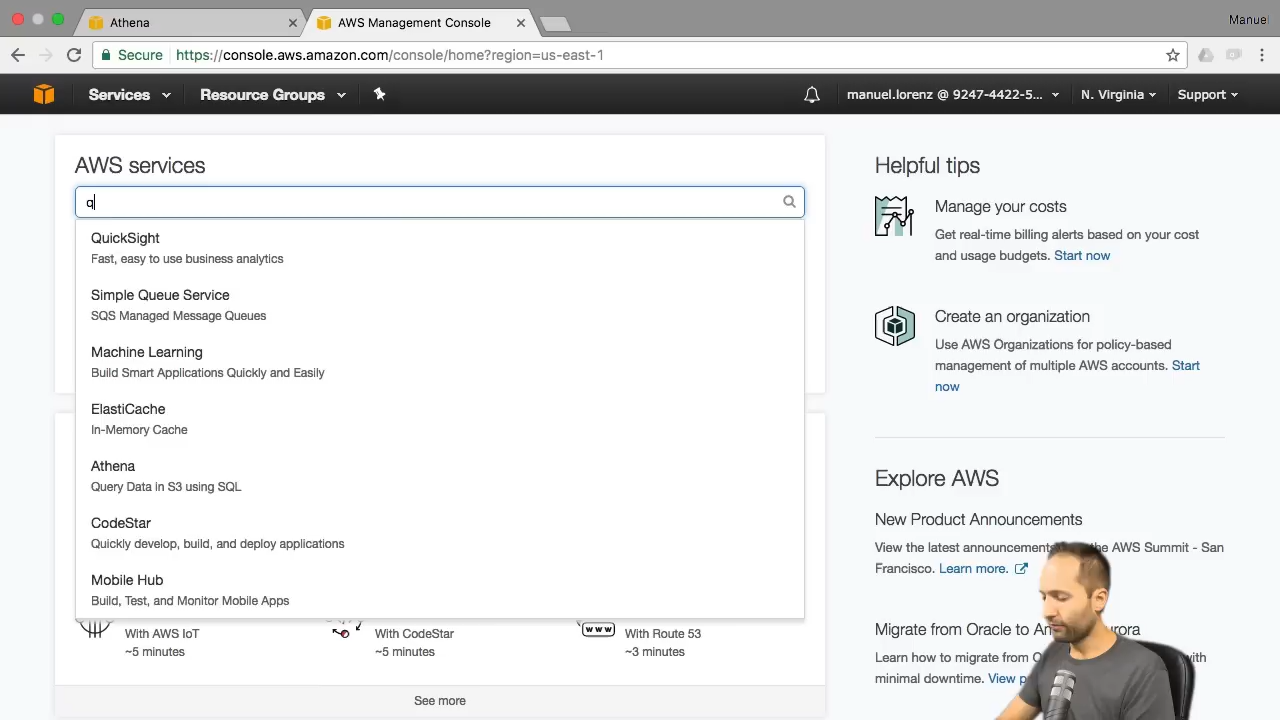 Athena
AWS Management Console
Manuel
Secure
https://console.aws.amazon.com/console/home?region=us-east-1
Services
Resource Groups
manuel.lorenz @ 9247-4422-5...
N. Virginia
Support
AWS services
q
QuickSight
Fast, easy to use business analytics
Simple Queue Service
SQS Managed Message Queues
Machine Learning
Build Smart Applications Quickly and Easily
ElastiCache
In-Memory Cache
Athena
Query Data in S3 using SQL
CodeStar
Quickly develop, build, and deploy applications
Mobile Hub
Build, Test, and Monitor Mobile Apps
With AWS IoT
~5 minutes
With CodeStar
~5 minutes
www
With Route 53
~3 minutes
See more
Helpful tips
Manage your costs
Get real-time billing alerts based on your cost
and usage budgets. Start now
Create an organization
Use AWS Organizations for policy-based
management of multiple AWS accounts. Start
now
Explore AWS
New Product Announcements
View the latest announcements the AWS Summit - San
Francisco. Learn more.
Migrate from Oracle to
Learn how to migrate from with
minimal downtime. View